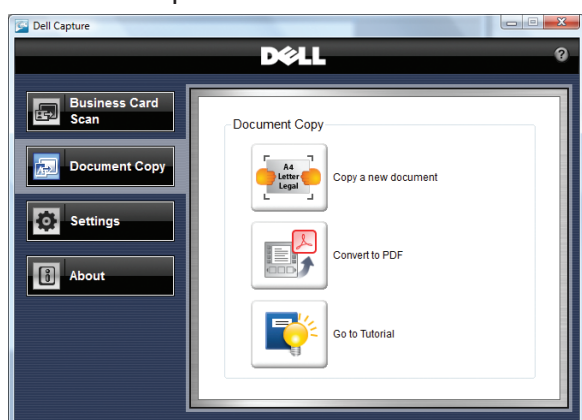 Dell Capture
DELL
?
Business Card
Scan
Document Copy
Settings
About
Document Copy
A4
Letter
Legal
Copy a new document
Convert to PDF
Go to Tutorial